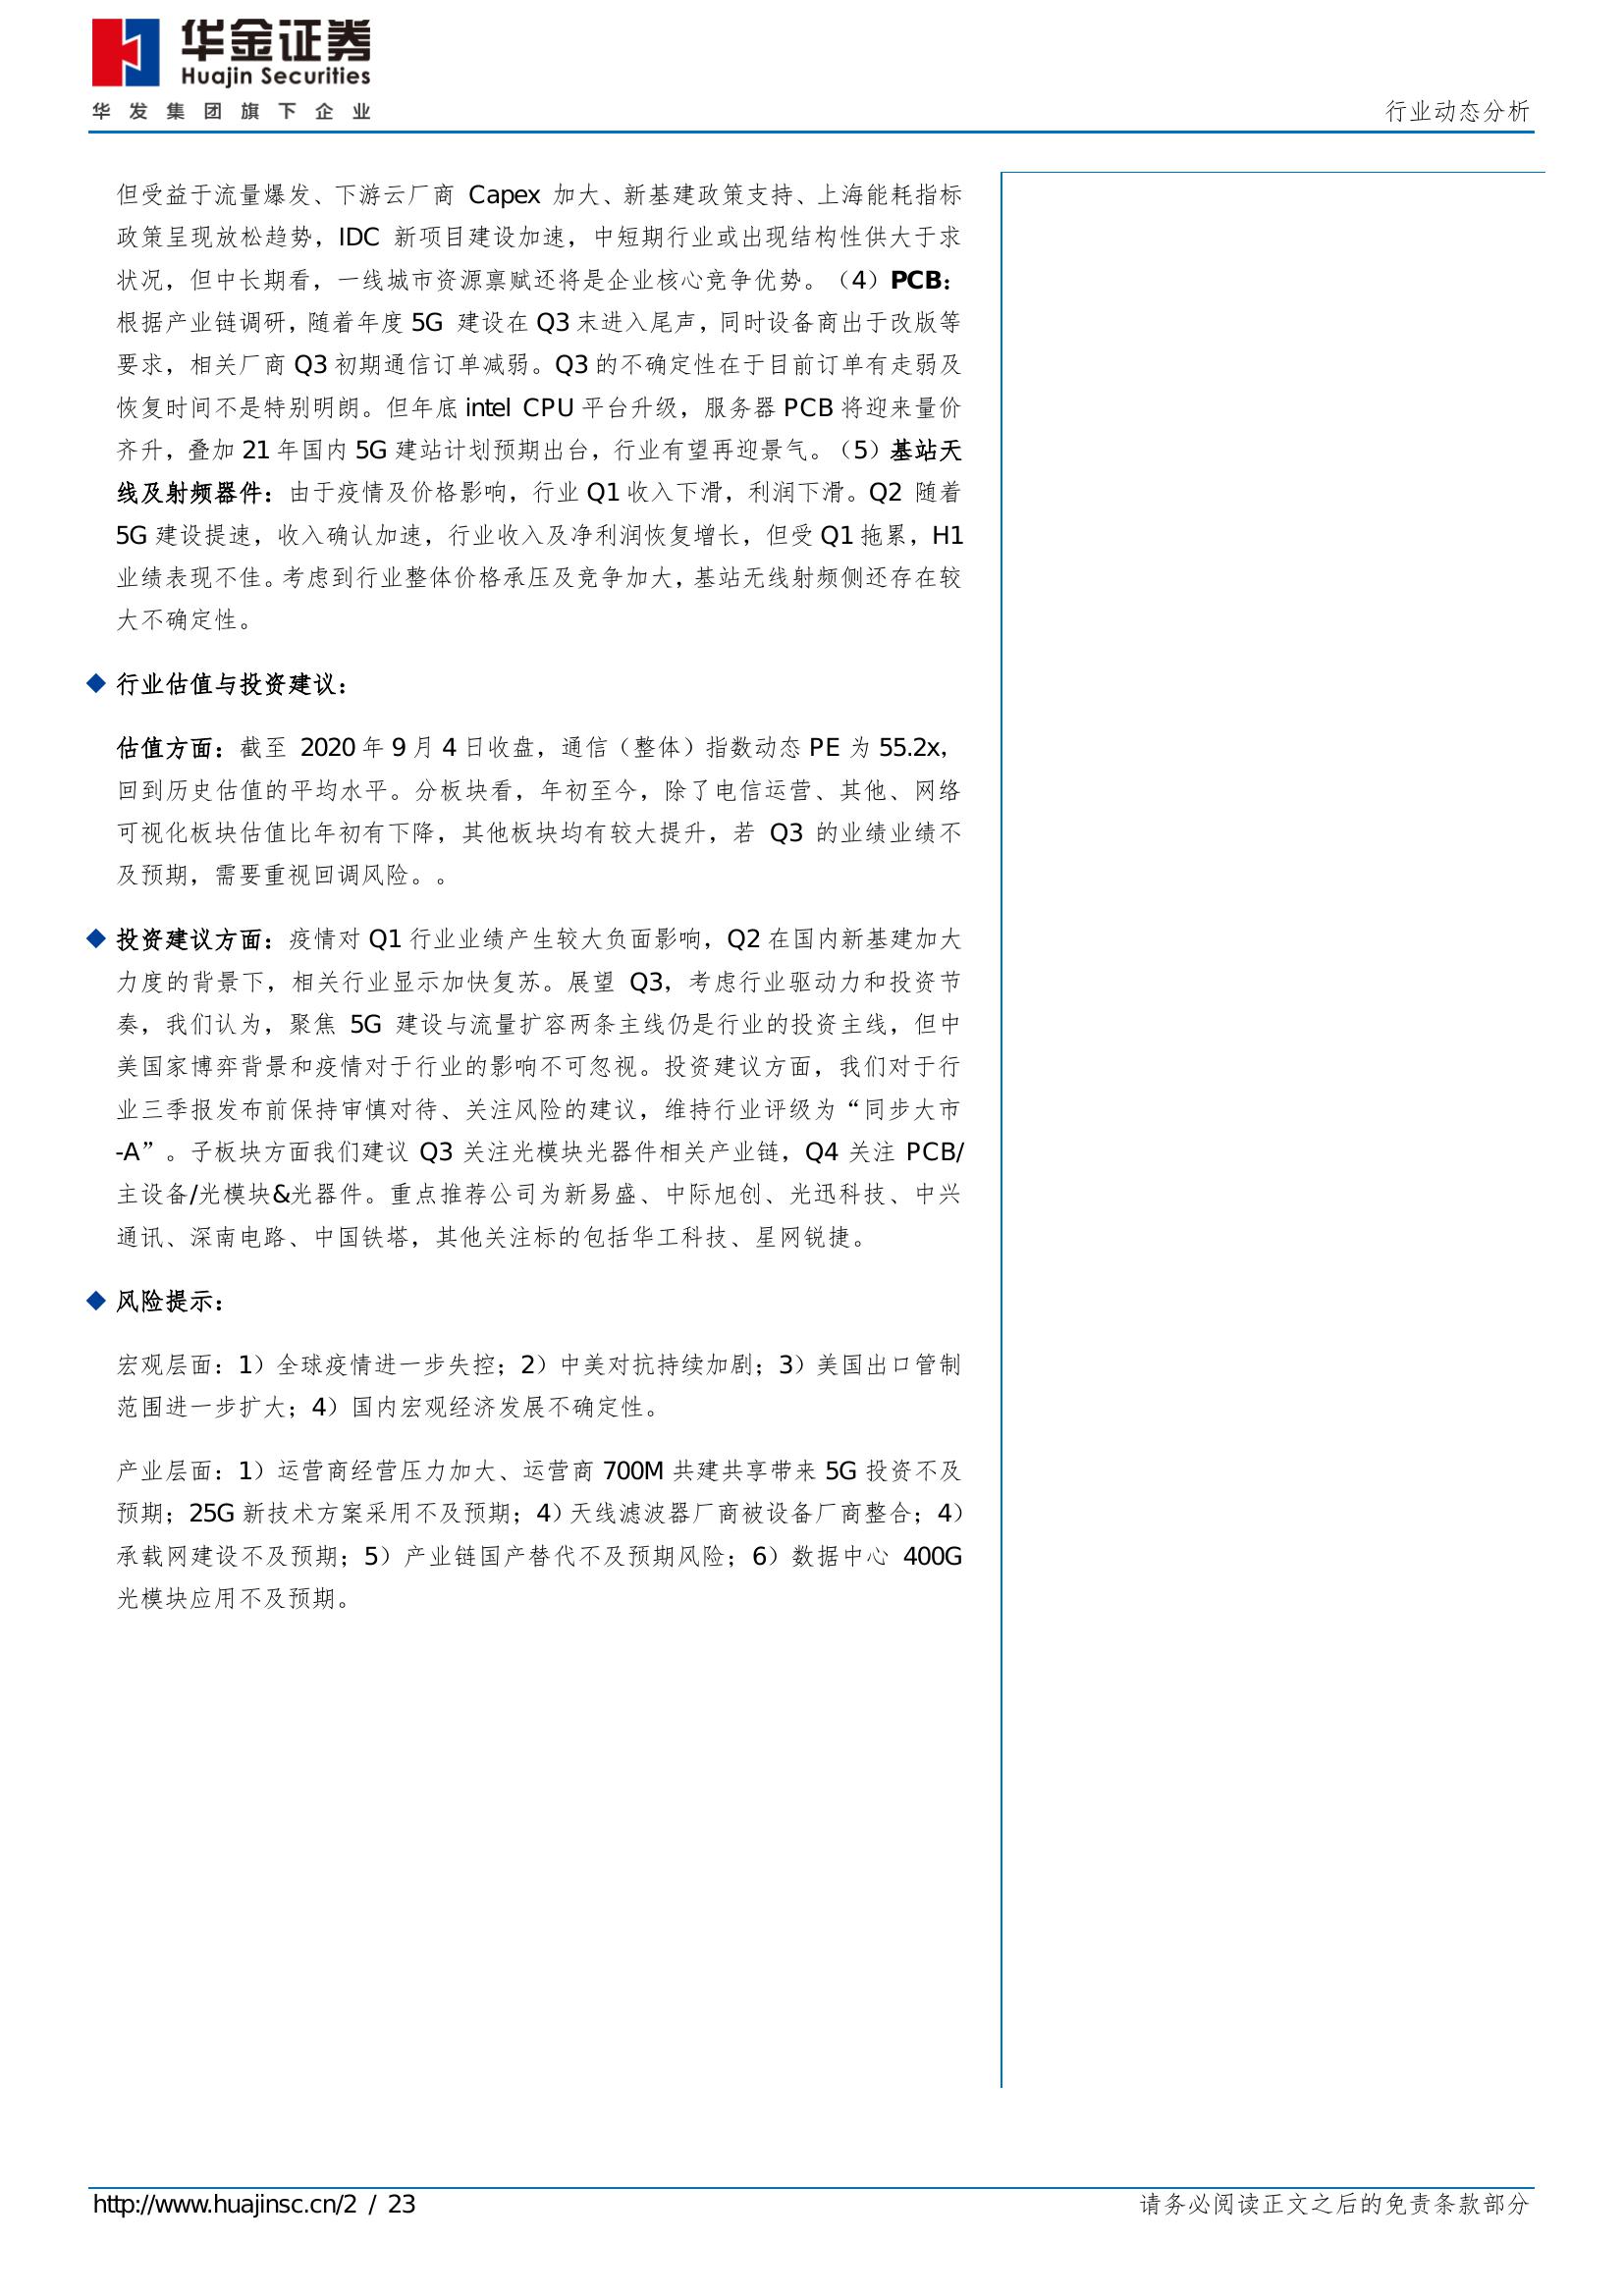 华金证券
Huajin Securities
华发集团旗下企业
行业动态分析
但受益于流量爆发、下游云厂商 Capex 加大、新基建政策支持、上海能耗指标
政策呈现放松趋势，IDC 新项目建设加速，中短期行业或出现结构性供大于求
状况，但中长期看，一线城市资源禀赋还将是企业核心竞争优势。（4）PCB：
根据产业链调研，随着年度 5G 建设在 Q3 末进入尾声，同时设备商出于改版等
要求，相关厂商 Q3 初期通信订单减弱。Q3 的不确定性在于目前订单有走弱及
恢复时间不是特别明朗。但年底 intel CPU 平台升级，服务器 PCB 将迎来量价
齐升，叠加 21 年国内 5G 建站计划预期出台，行业有望再迎景气。（5）基站天
线及射频器件：由于疫情及价格影响，行业 Q1 收入下滑，利润下滑。Q2 随着
5G 建设提速，收入确认加速，行业收入及净利润恢复增长，但受 Q1 拖累，H1
业绩表现不佳。考虑到行业整体价格承压及竞争加大，基站无线射频侧还存在较
大不确定性。
◆ 行业估值与投资建议：
估值方面：截至 2020 年 9 月 4 日收盘，通信（整体）指数动态 PE 为 55.2x，
回到历史估值的平均水平。分板块看，年初至今，除了电信运营、其他、网络
可视化板块估值比年初有下降，其他板块均有较大提升，若 Q3 的业绩业绩不
及预期，需要重视回调风险。。
◆ 投资建议方面：疫情对 Q1 行业业绩产生较大负面影响，Q2 在国内新基建加大
力度的背景下，相关行业显示加快复苏。展望 Q3，考虑行业驱动力和投资节
奏，我们认为，聚焦 5G 建设与流量扩容两条主线仍是行业的投资主线，但中
美国家博弈背景和疫情对于行业的影响不可忽视。投资建议方面，我们对于行
业三季报发布前保持审慎对待、关注风险的建议，维持行业评级为“同步大市
-A”。子板块方面我们建议 Q3 关注光模块光器件相关产业链，Q4 关注 PCB/
主设备/光模块&光器件。重点推荐公司为新易盛、中际旭创、光迅科技、中兴
通讯、深南电路、中国铁塔，其他关注标的包括华工科技、星网锐捷。
◆ 风险提示：
宏观层面：1）全球疫情进一步失控；2）中美对抗持续加剧；3）美国出口管制
范围进一步扩大；4）国内宏观经济发展不确定性。
产业层面：1）运营商经营压力加大、运营商 700M 共建共享带来 5G 投资不及
预期；25G 新技术方案采用不及预期；4）天线滤波器厂商被设备厂商整合；4）
承载网建设不及预期；5）产业链国产替代不及预期风险；6）数据中心 400G
光模块应用不及预期。
http://www.huajinsc.cn/2 / 23
请务必阅读正文之后的免责条款部分